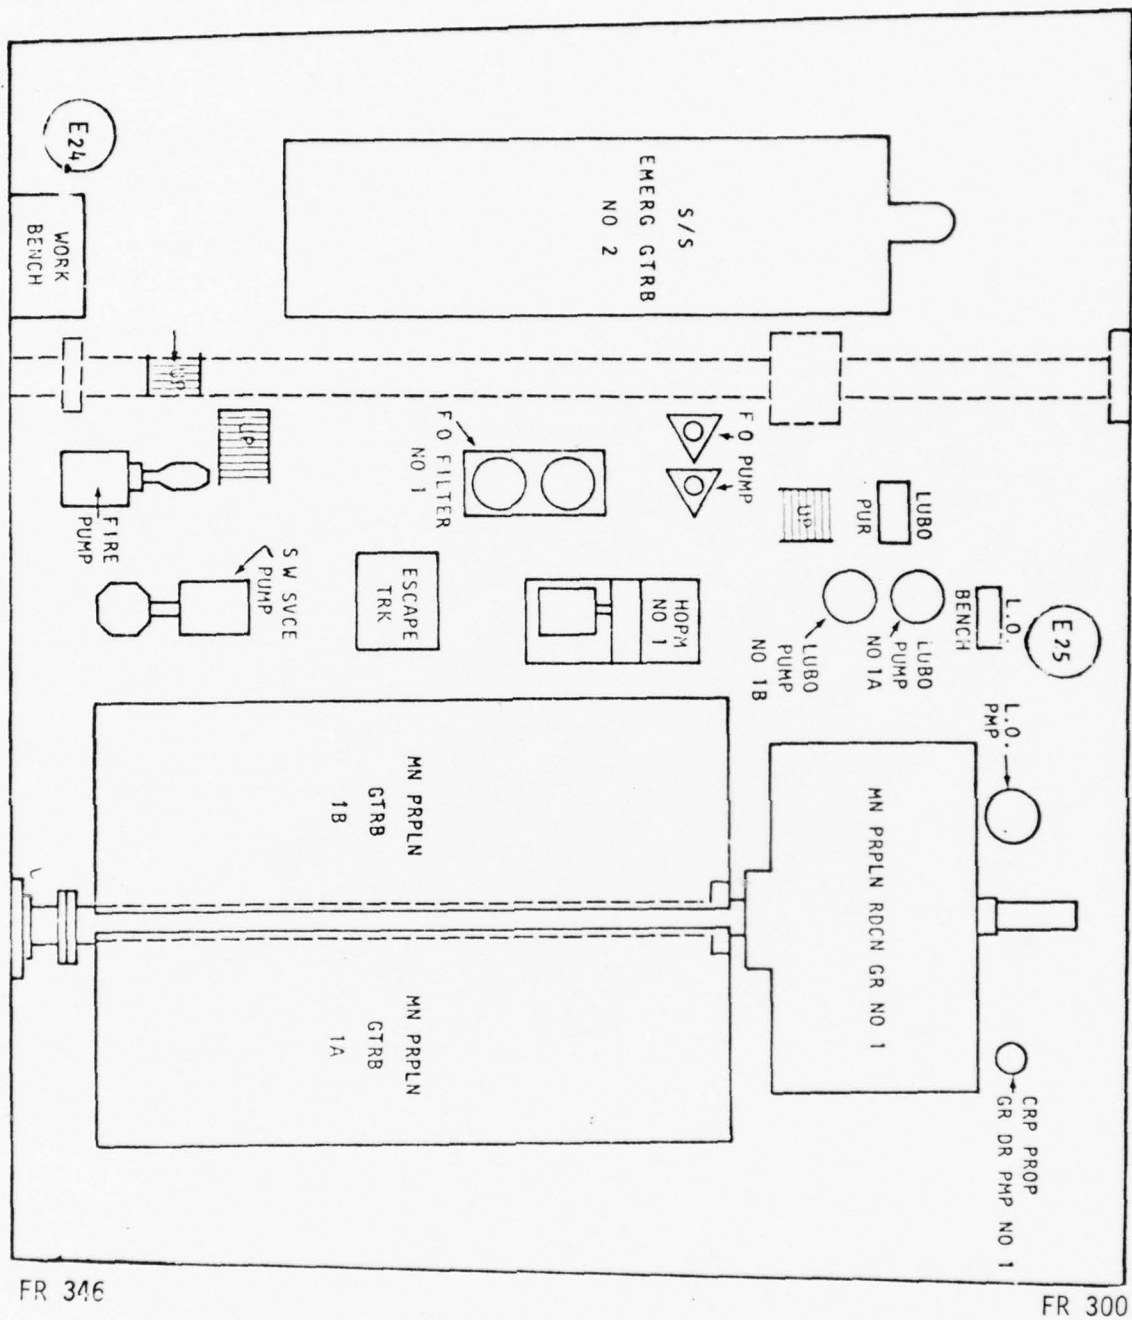 E24
WORK
BENCH
S/S
EMERG GTRB
NO 2
UP
UP
FIRE
PUMP
FO FILTER
NO 1
FO PUMP
UP
LUBO
PUR
S W SVCE
PUMP
ESCAPE
TRK
HOPM
NO 1
LUBO
PUMP
NO 1B
LUBO
PUMP
NO 1A
L.O.
BENCH
E25
L.O.
PMP
MN PRPLN
GTRB
1B
MN PRPLN RDCN GR NO 1
MN PRPLN
GTRB
1A
CRP PROP
GR DR PMP NO 1
FR 346
FR 300